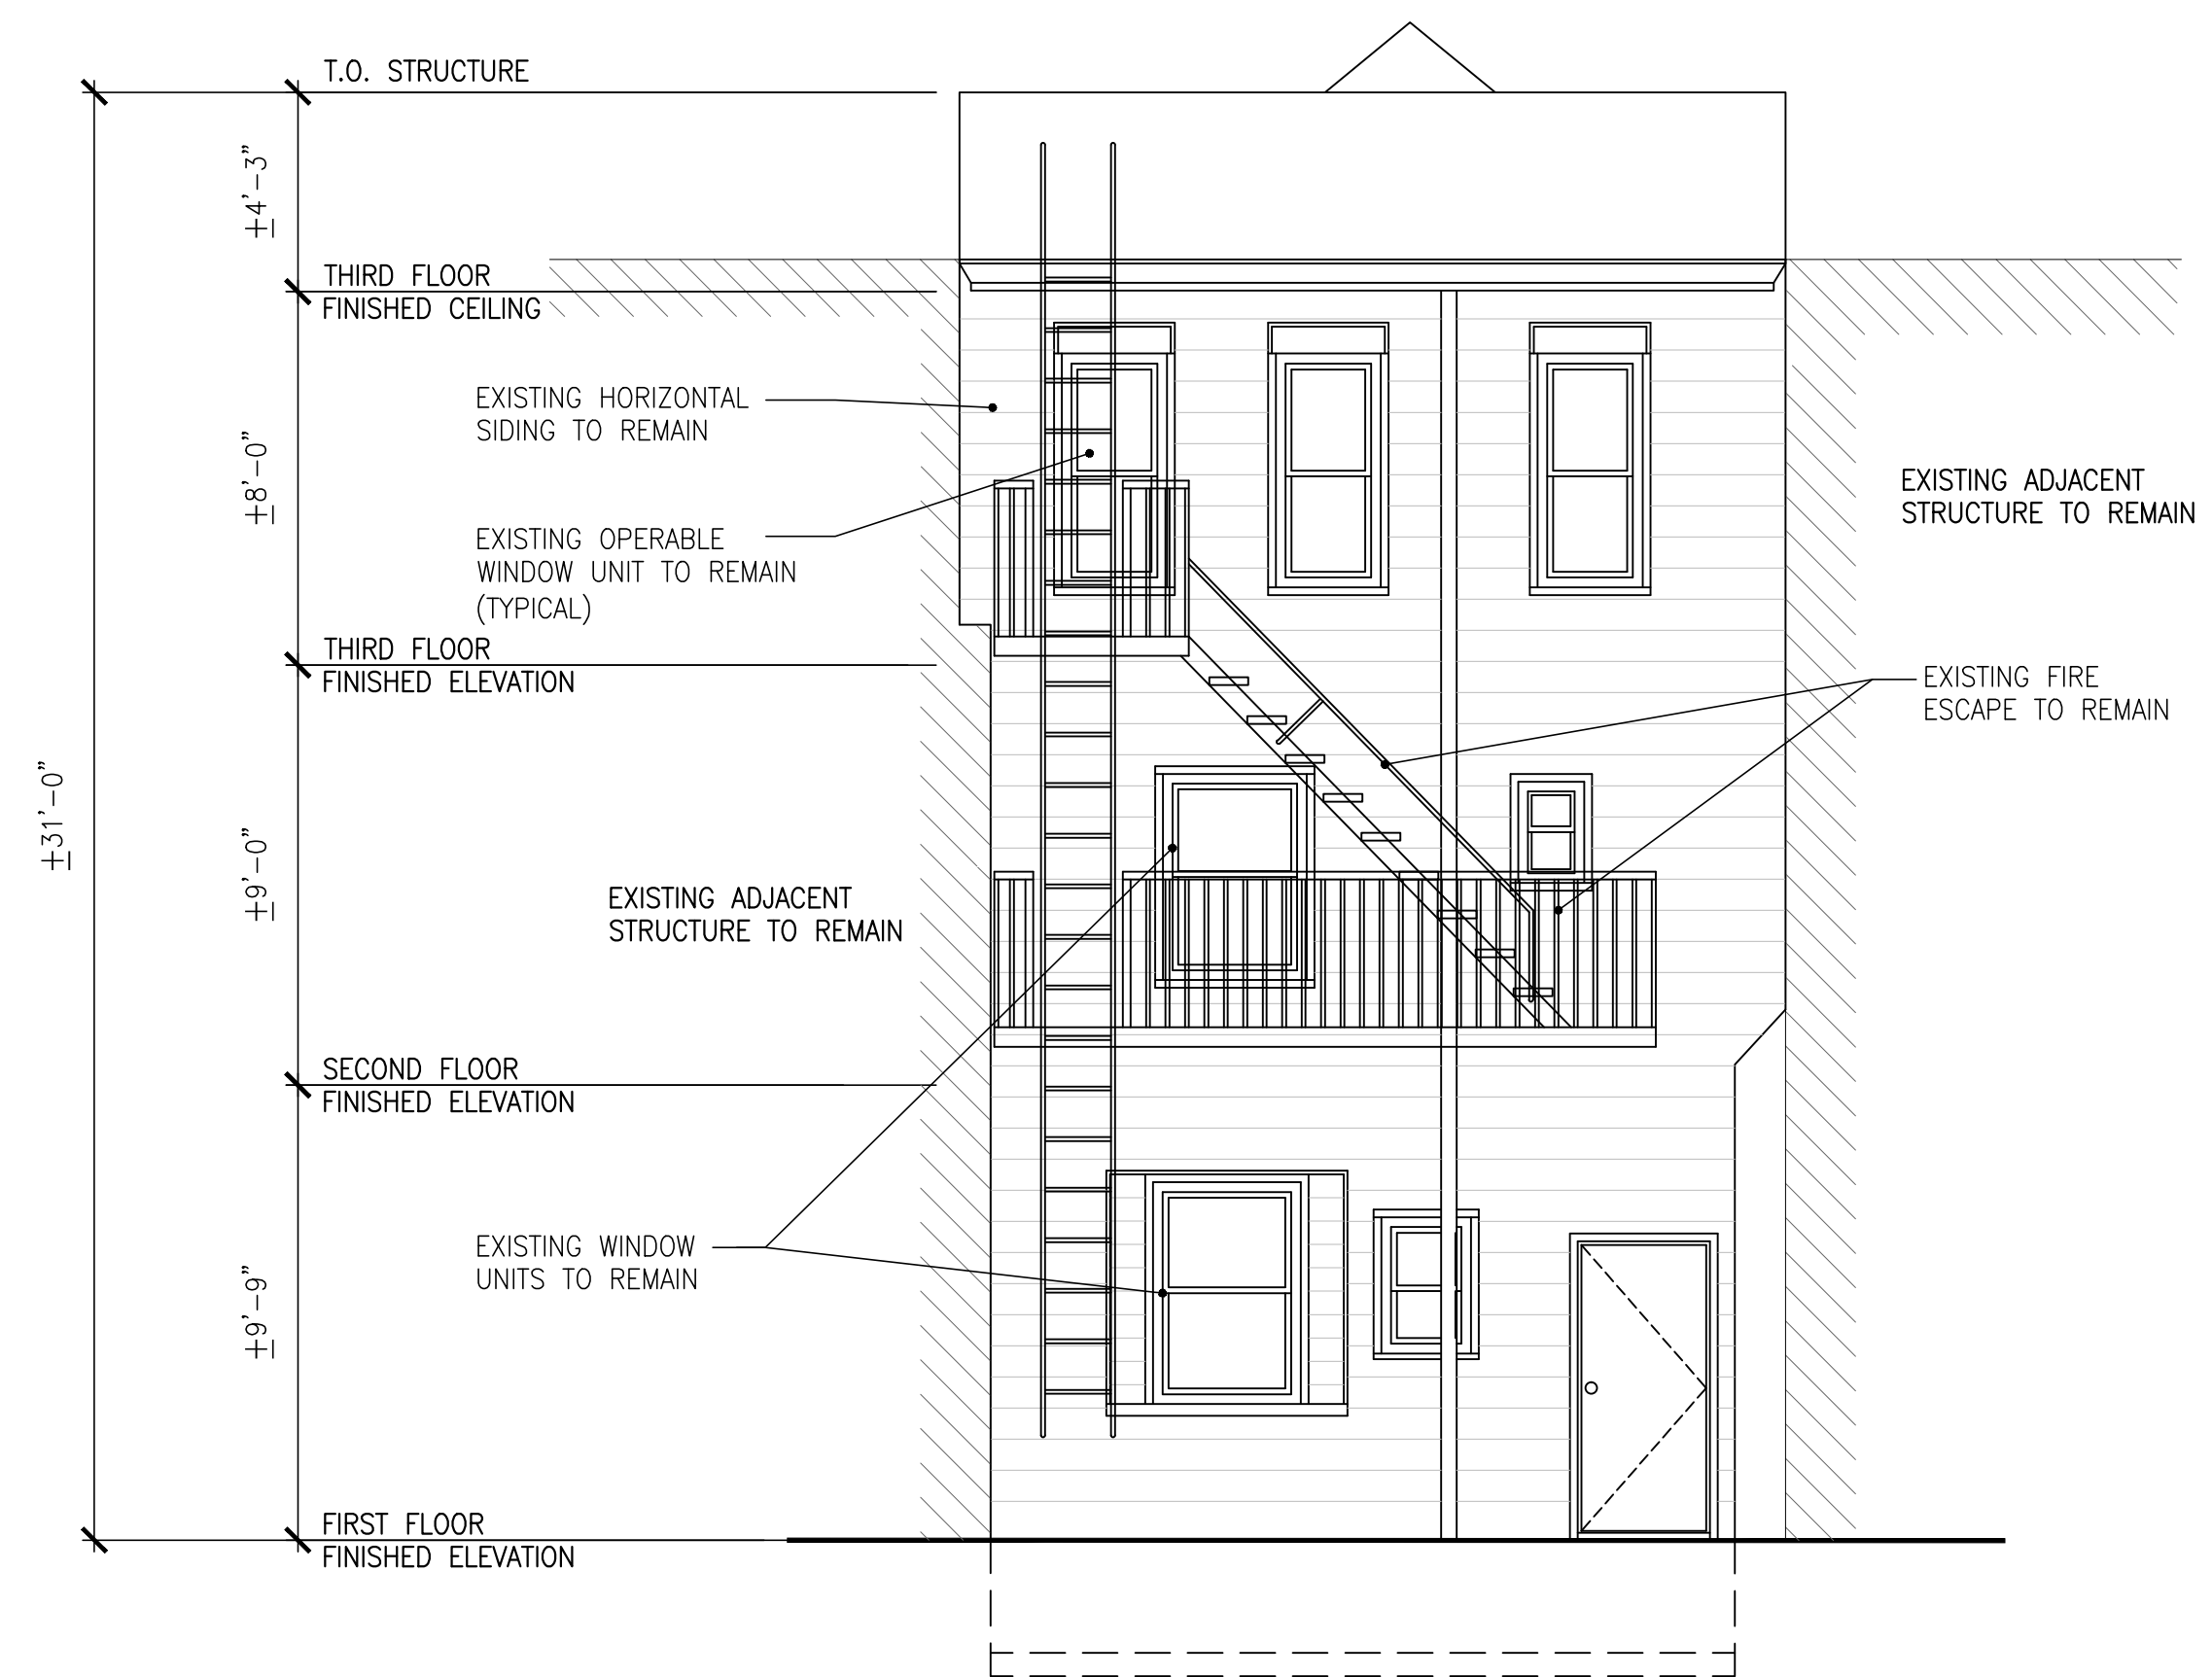 T.O. STRUCTURE
±4'-3"
THIRD FLOOR
FINISHED CEILING
EXISTING HORIZONTAL
SIDING TO REMAIN
±8'-0"
EXISTING ADJACENT
STRUCTURE TO REMAIN
EXISTING OPERABLE
WINDOW UNIT TO REMAIN
(TYPICAL)
THIRD FLOOR
FINISHED ELEVATION
EXISTING FIRE
ESCAPE TO REMAIN
±31'-0"
±9'-0"
EXISTING ADJACENT
STRUCTURE TO REMAIN
SECOND FLOOR
FINISHED ELEVATION
EXISTING WINDOW
UNITS TO REMAIN
±9'-9"
FIRST FLOOR
FINISHED ELEVATION